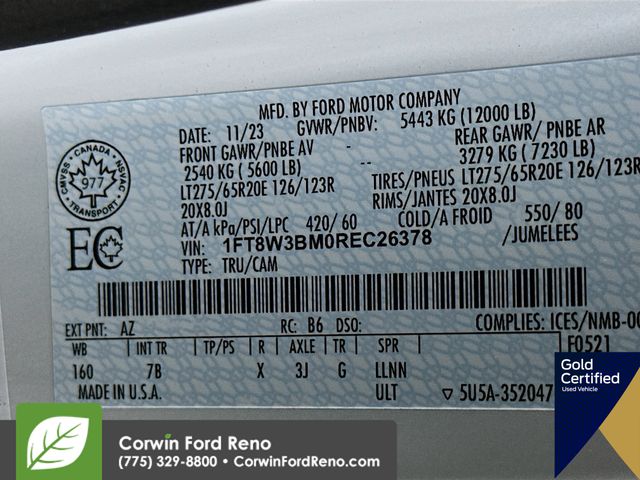 MFD. BY FORD MOTOR COMPANY
DATE: 11/23 GVWR/PNBV: 5443 KG (12000 LB)
FRONT GAWR/PNBE AV - REAR GAWR/ PNBE AR
2540 KG ( 5600 LB) -- 3279 KG ( 7230 LB)
LT275/65R20E 126/123R TIRES/PNEUS LT275/65R20E 126/123R
20X8.0J RIMS/JANTES 20X8.0J
AT/A kPa/PSI/LPC 420/ 60 COLD/A FROID 550/ 80
VIN: 1FT8W3BM0REC26378 /JUMELEES
TYPE: TRU/CAM
CMVSS · CANADA · NSVAC
977
TRANSPORT
EC
EXT PNT: AZ RC: B6 DSO: COMPLIES: ICES/NMB-00
F0521
WB INT TR TP/PS R AXLE TR SPR
160 7B X 3J G LLNN
MADE IN U.S.A. ULT ▽ 5U5A-352047
Gold
Certified
Used Vehicle
Corwin Ford Reno
(775) 329-8800 • CorwinFordReno.com